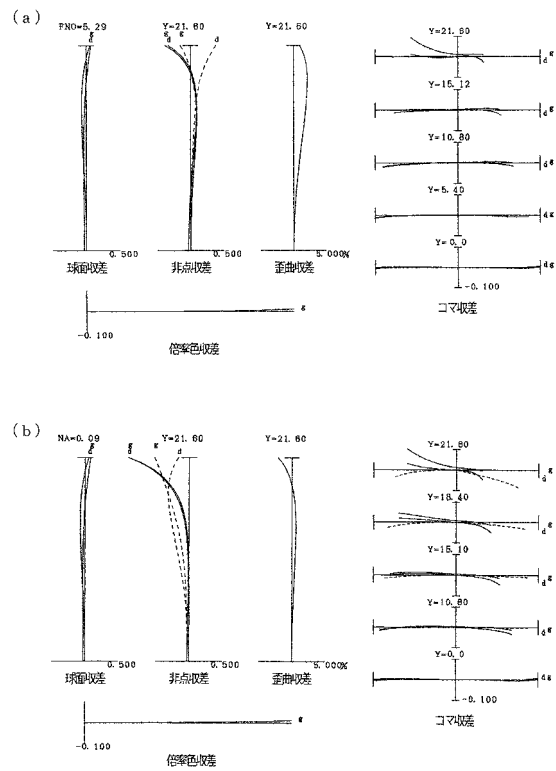 (a)
FNO=5.29
g
d
Y=21.60
g
g
d
d
Y=21.60
0.500
球面収差
0.500
非点収差
5.000%
歪曲収差
g
-0.100
倍率色収差
Y=21.60
g
d
Y=15.12
g
d
Y=10.80
d g
Y=5.40
d g
Y=0.0
d g
-0.100
コマ収差
(b)
NA=0.09
g
d
Y=21.60
g
d
g
d
Y=21.60
0.500
球面収差
0.500
非点収差
5.000%
歪曲収差
g
-0.100
倍率色収差
Y=21.60
g
d
Y=18.40
g
d
Y=15.10
g
d
Y=10.80
d g
Y=0.0
d g
-0.100
コマ収差